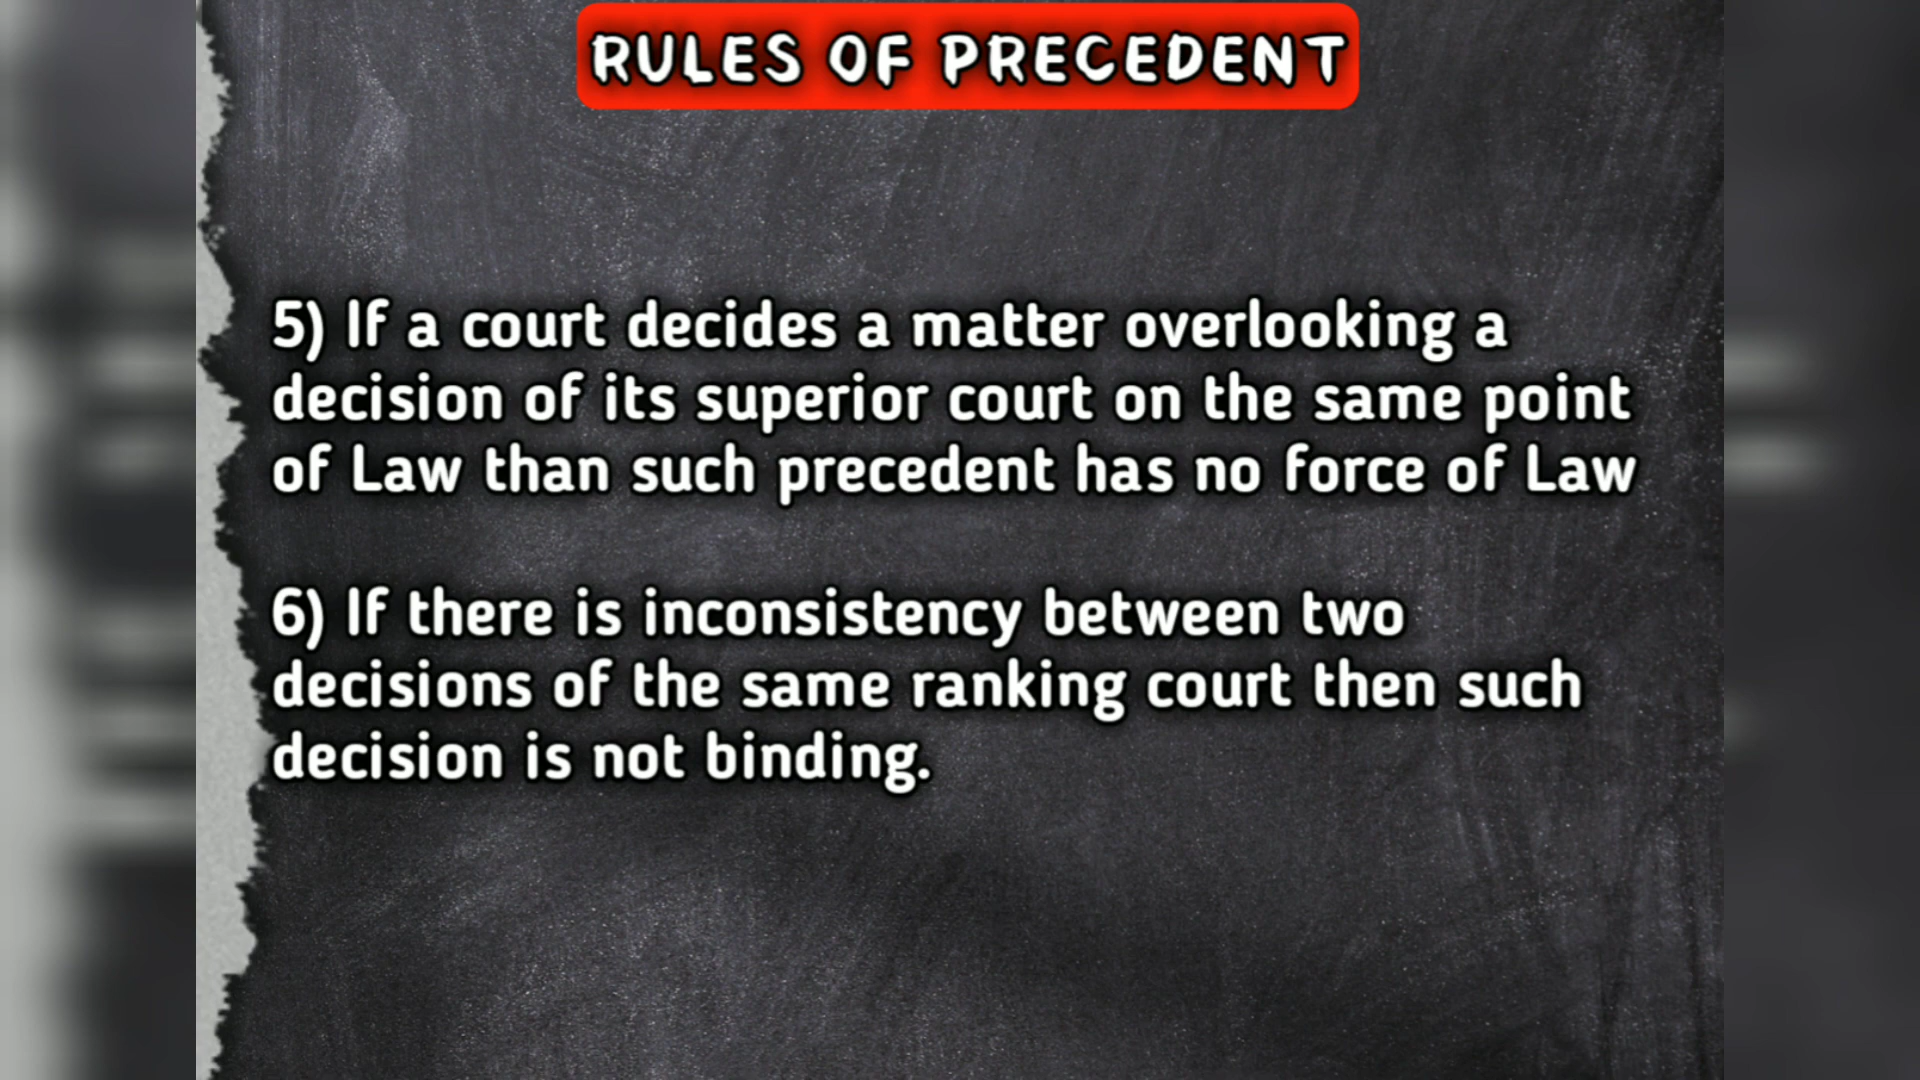 RULES OF PRECEDENT
5) If a court decides a matter overlooking a
decision of its superior court on the same point
of Law than such precedent has no force of Law
6) If there is inconsistency between two
decisions of the same ranking court then such
decision is not binding.